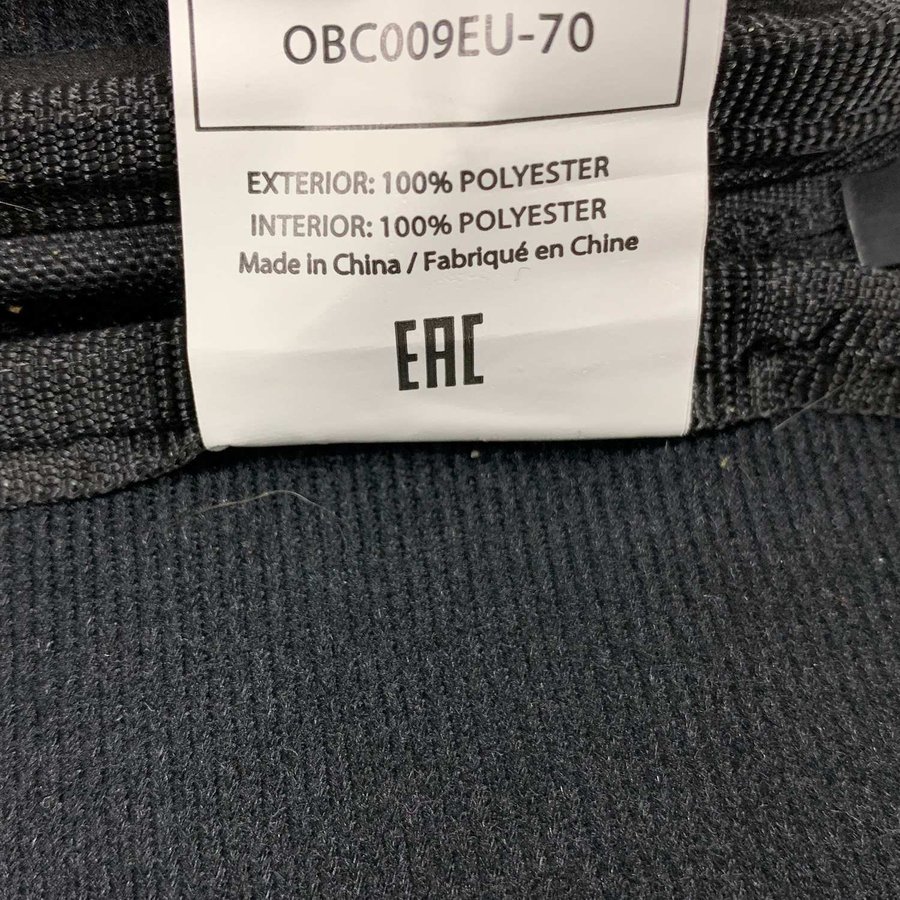 OBC009EU-70
EXTERIOR: 100% POLYESTER
INTERIOR: 100% POLYESTER
Made in China / Fabriqué en Chine
EAC